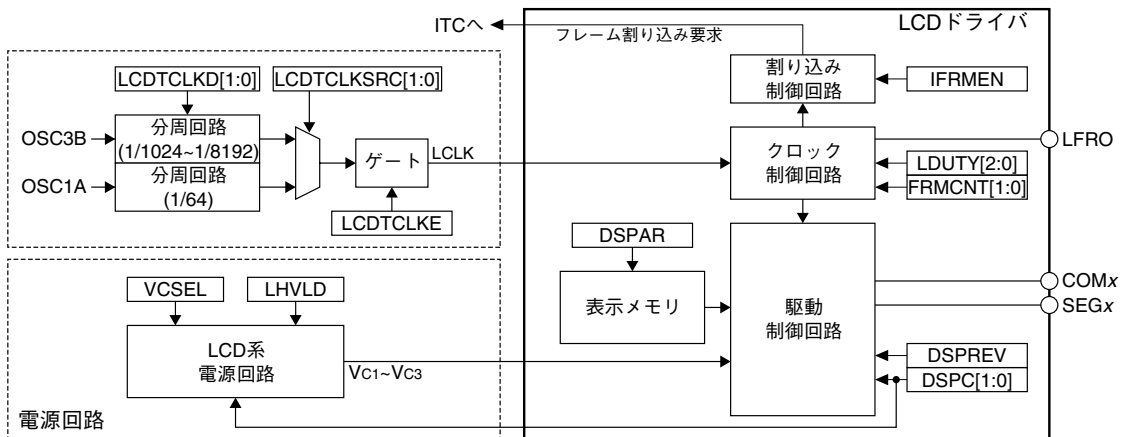 ITCへ
フレーム割り込み要求
LCDドライバ
LCDTCLKD[1:0]
LCDTCLKSRC[1:0]
割り込み
制御回路
IFRMEN
OSC3B
分周回路
(1/1024~1/8192)
OSC1A
分周回路
(1/64)
ゲート
LCLK
LCDTCLKE
クロック
制御回路
LFRO
LDUTY[2:0]
FRMCNT[1:0]
DSPAR
表示メモリ
駆動
制御回路
COMx
SEGx
DSPREV
DSPC[1:0]
VCSEL
LHVLD
LCD系
電源回路
VC1~VC3
電源回路